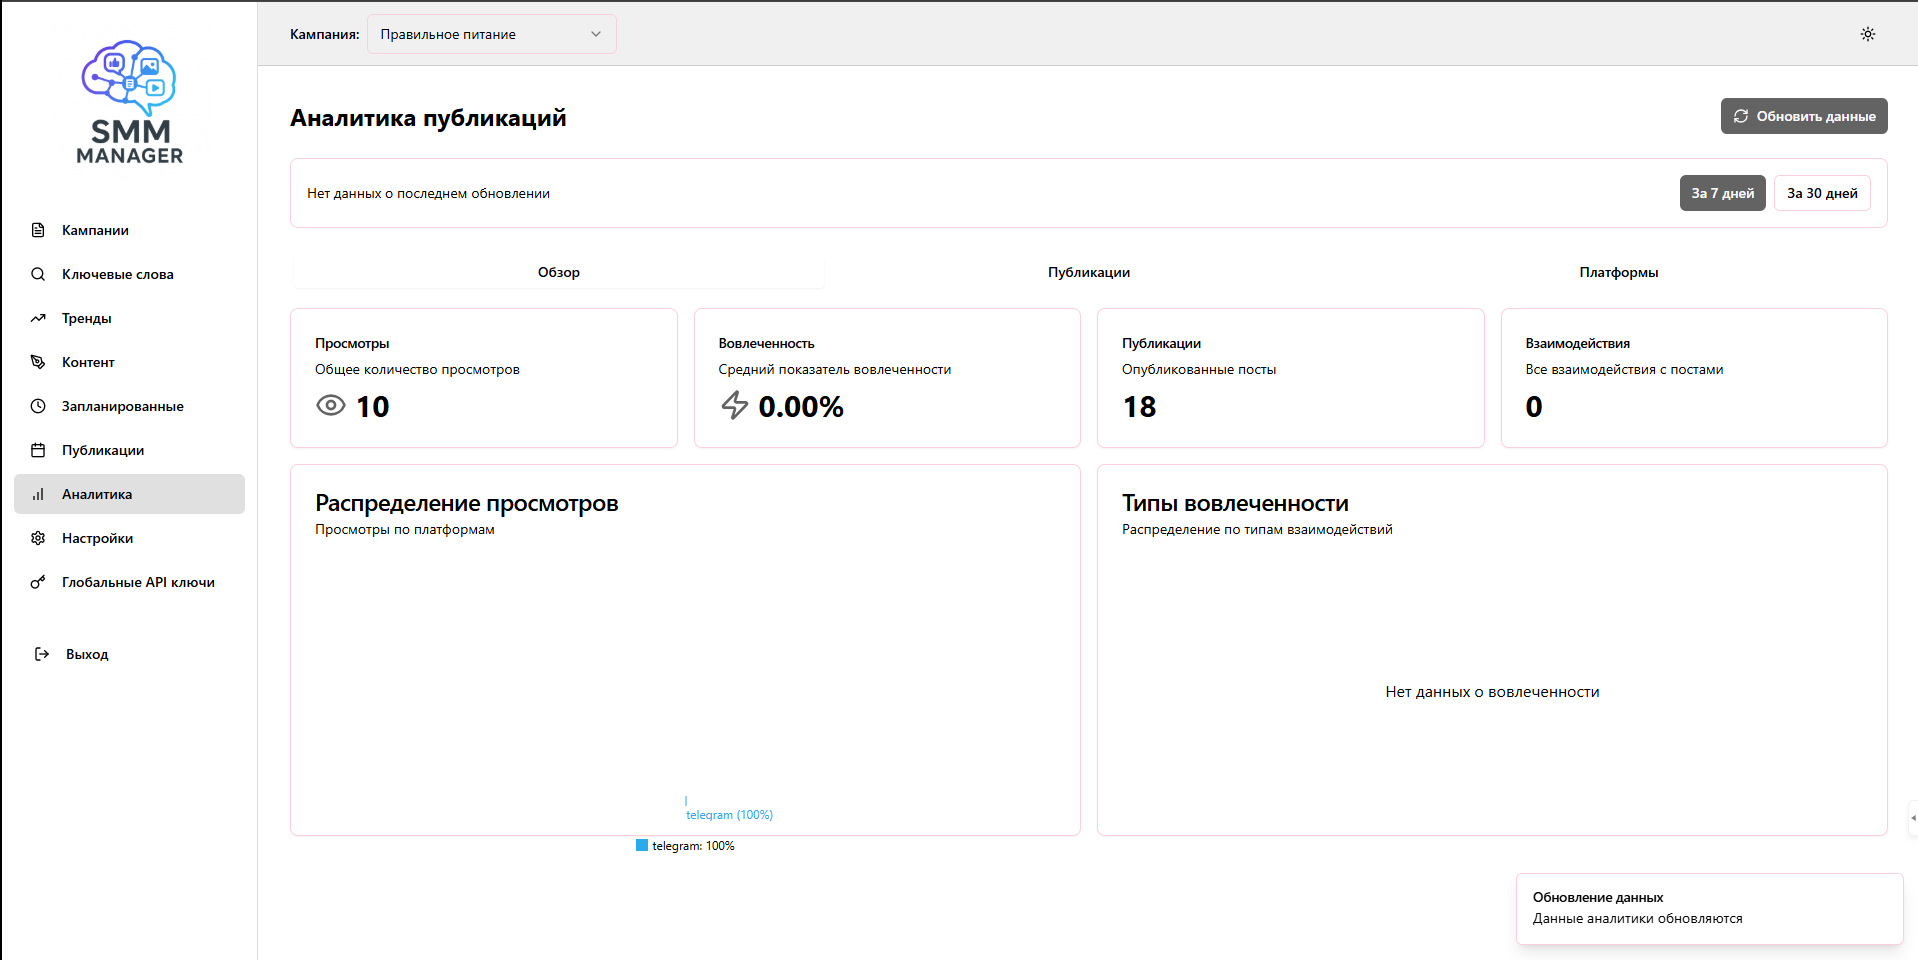 SMM
MANAGER
Кампании
Ключевые слова
Тренды
Контент
Запланированные
Публикации
Аналитика
Настройки
Глобальные API ключи
Выход
Кампания: Правильное питание
Аналитика публикаций
Обновить данные
Нет данных о последнем обновлении
За 7 дней За 30 дней
Обзор Публикации Платформы
Просмотры
Общее количество просмотров
10
Вовлеченность
Средний показатель вовлеченности
0.00%
Публикации
Опубликованные посты
18
Взаимодействия
Все взаимодействия с постами
0
Распределение просмотров
Просмотры по платформам
telegram (100%)
telegram: 100%
Типы вовлеченности
Распределение по типам взаимодействий
Нет данных о вовлеченности
Обновление данных
Данные аналитики обновляются